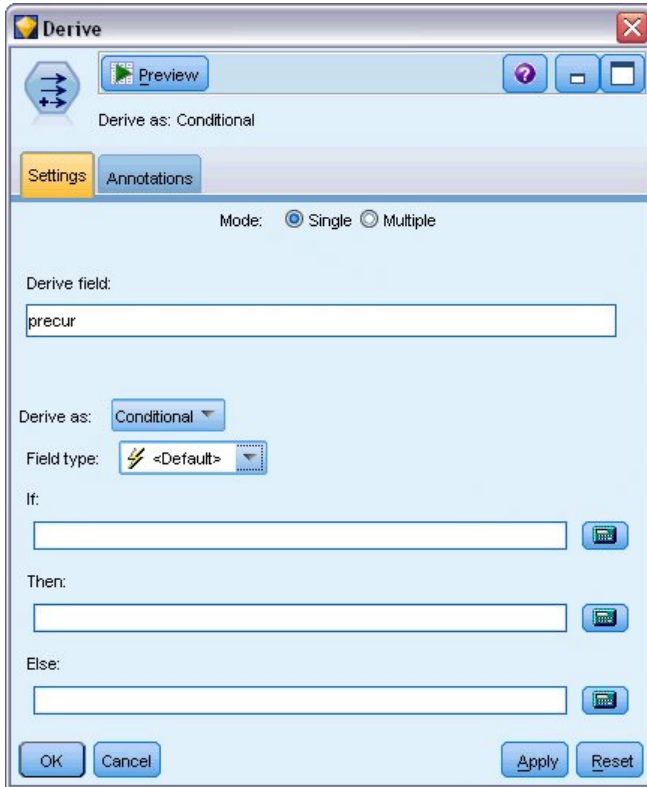 Derive
Preview
Derive as: Conditional
Settings Annotations
Mode: Single Multiple
Derive field:
precur
Derive as: Conditional
Field type: <Default>
If:
Then:
Else:
OK Cancel Apply Reset